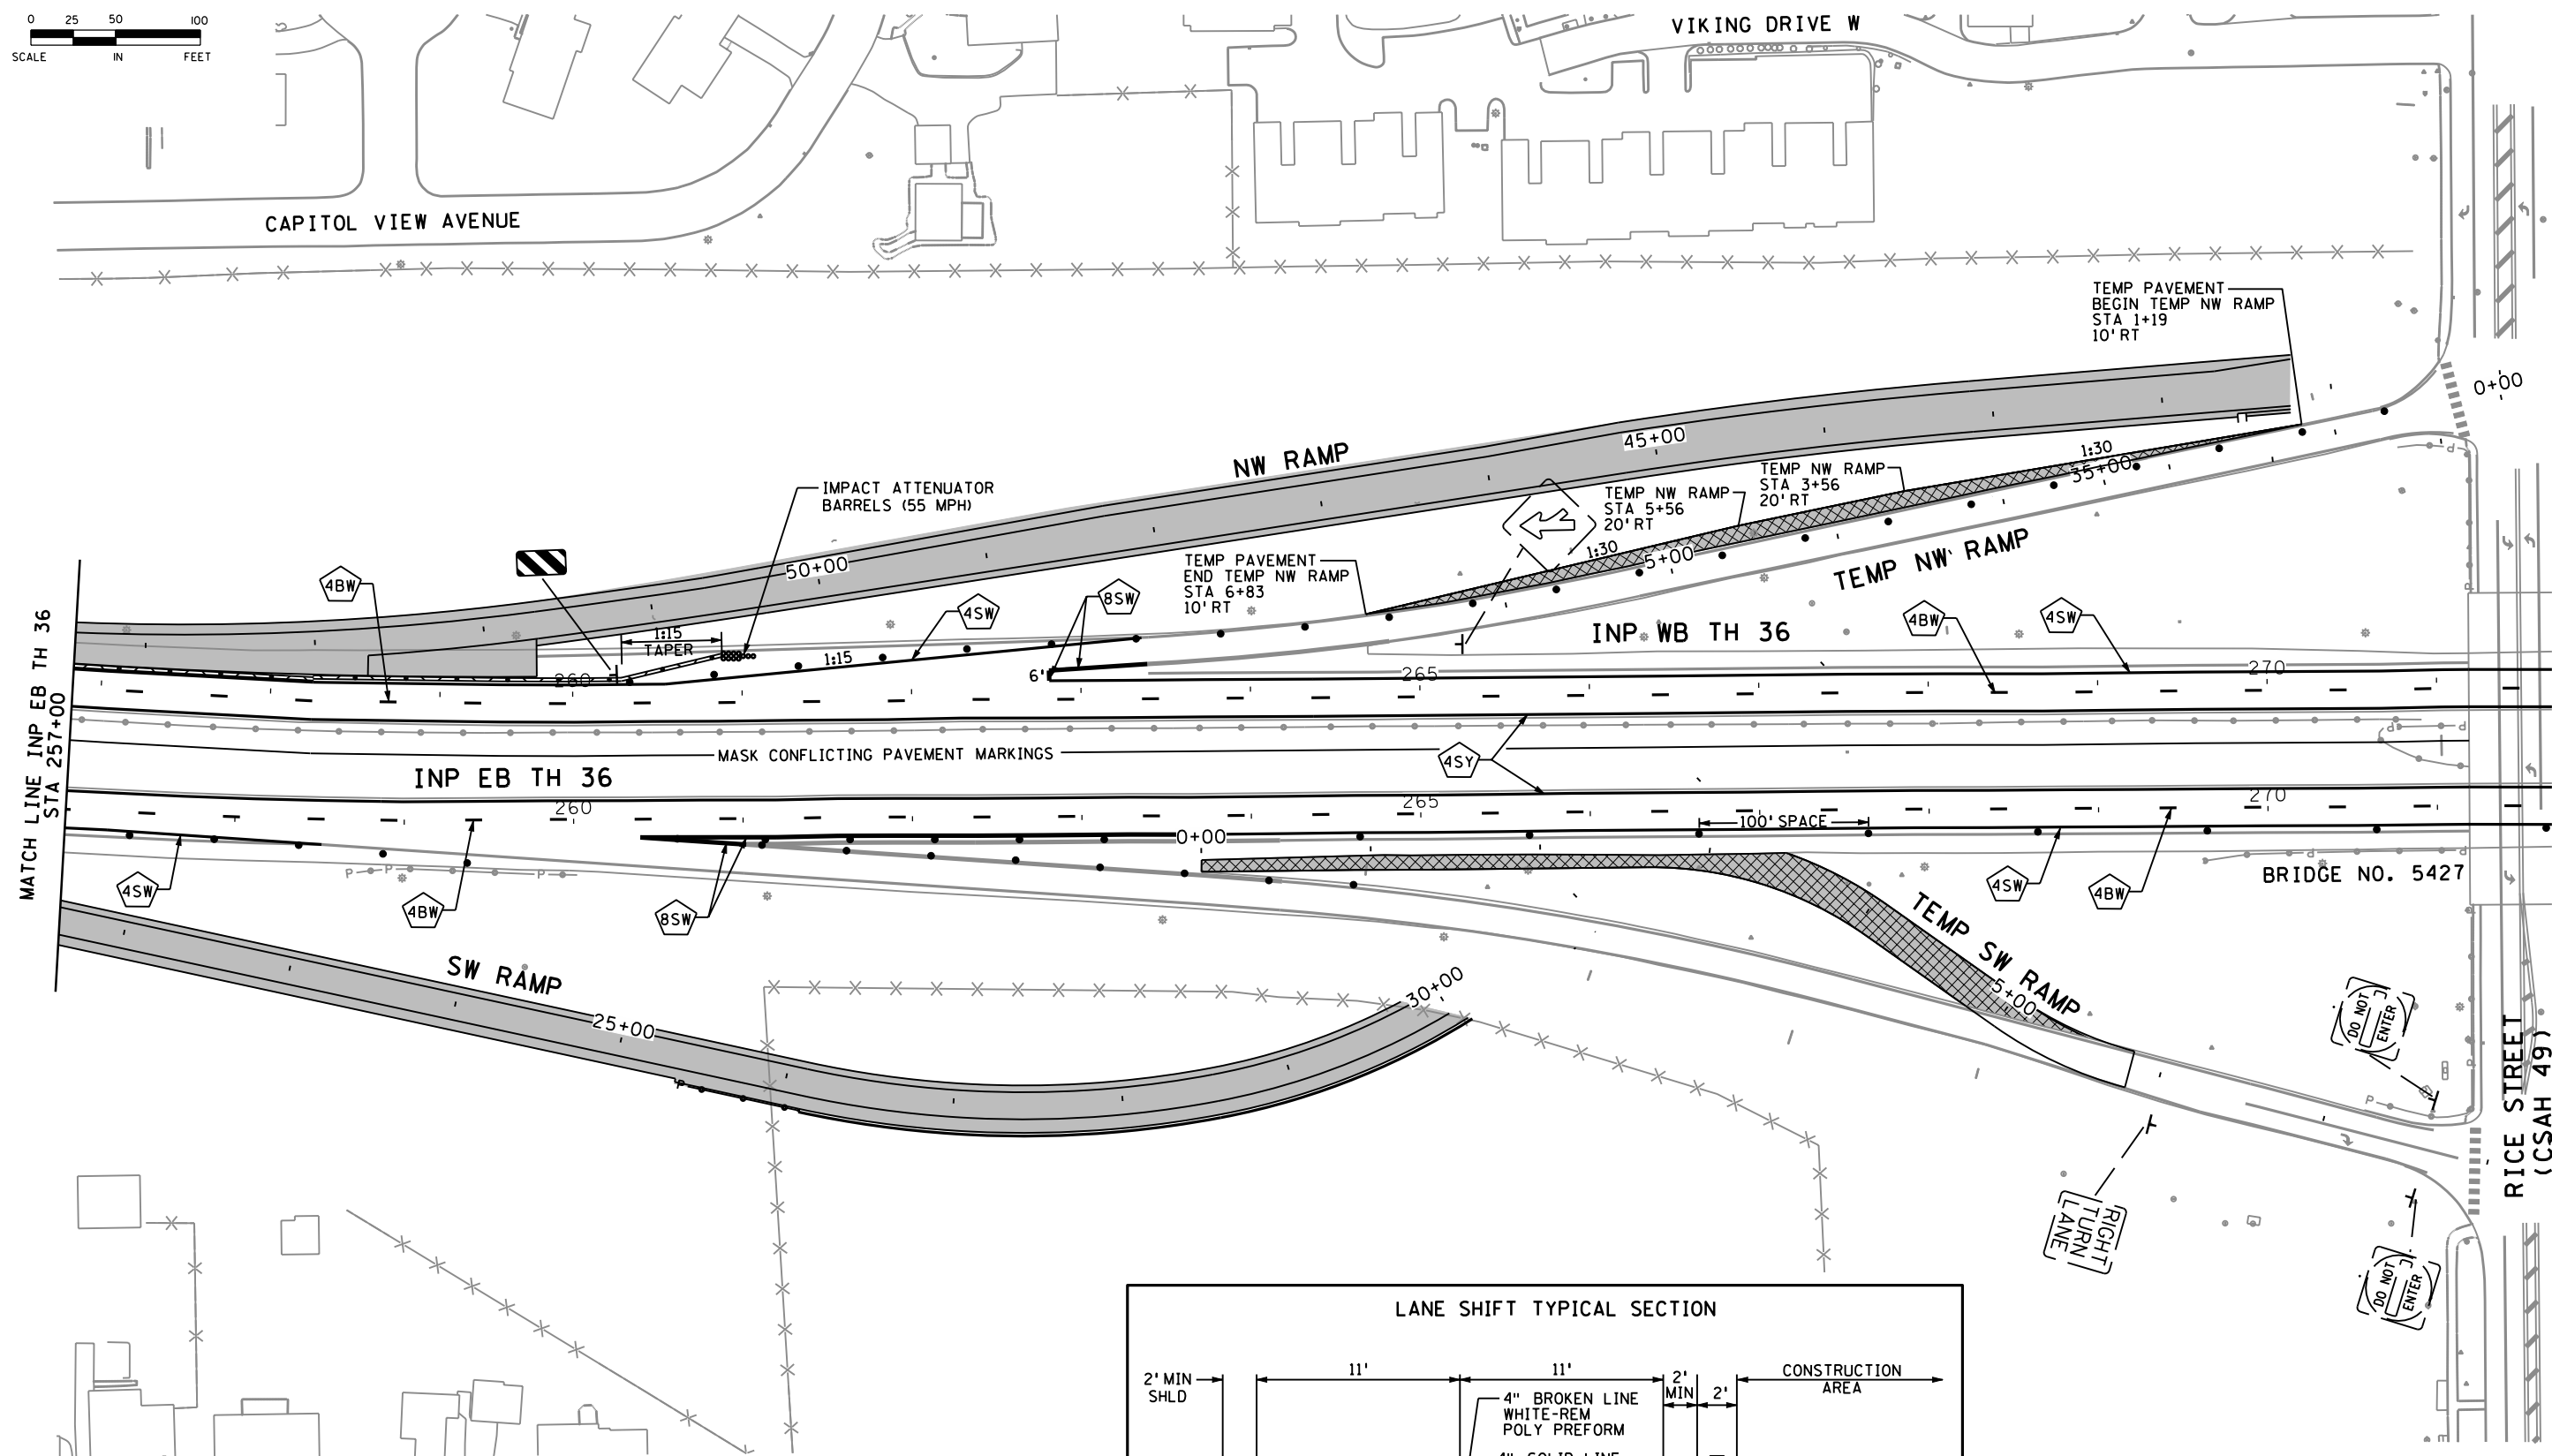 0 25 50 100
SCALE IN FEET
VIKING DRIVE W
CAPITOL VIEW AVENUE
TEMP PAVEMENT
BEGIN TEMP NW RAMP
STA 1+19
10' RT
0+00
NW RAMP
45+00
1:30
35+00
TEMP NW RAMP
STA 3+56
20' RT
TEMP NW RAMP
STA 5+56
20' RT
IMPACT ATTENUATOR
BARRELS (55 MPH)
50+00
1:30
5+00
TEMP NW RAMP
TEMP PAVEMENT
END TEMP NW RAMP
STA 6+83
10' RT
4BW
8SW
4SW
4BW
4SW
1:15
TAPER
1:15
INP WB TH 36
6'
260
265
270
MATCH LINE INP EB TH 36
STA 257+00
MASK CONFLICTING PAVEMENT MARKINGS
4SY
INP EB TH 36
260
265
270
0+00
100' SPACE
P
P
P
P
P
P
P
P
P
P
P
P
P
4SW
4BW
8SW
4SW
4BW
BRIDGE NO. 5427
TEMP SW RAMP
5+00
SW RAMP
25+00
30+00
DO NOT
ENTER
RICE STREET
(CSAH 49)
RIGHT
TURN
LANE
DO NOT
ENTER
LANE SHIFT TYPICAL SECTION
2' MIN
SHLD
11'
11'
2'
MIN
2'
CONSTRUCTION
AREA
4" BROKEN LINE
WHITE-REM
POLY PREFORM
4" SOLID LINE